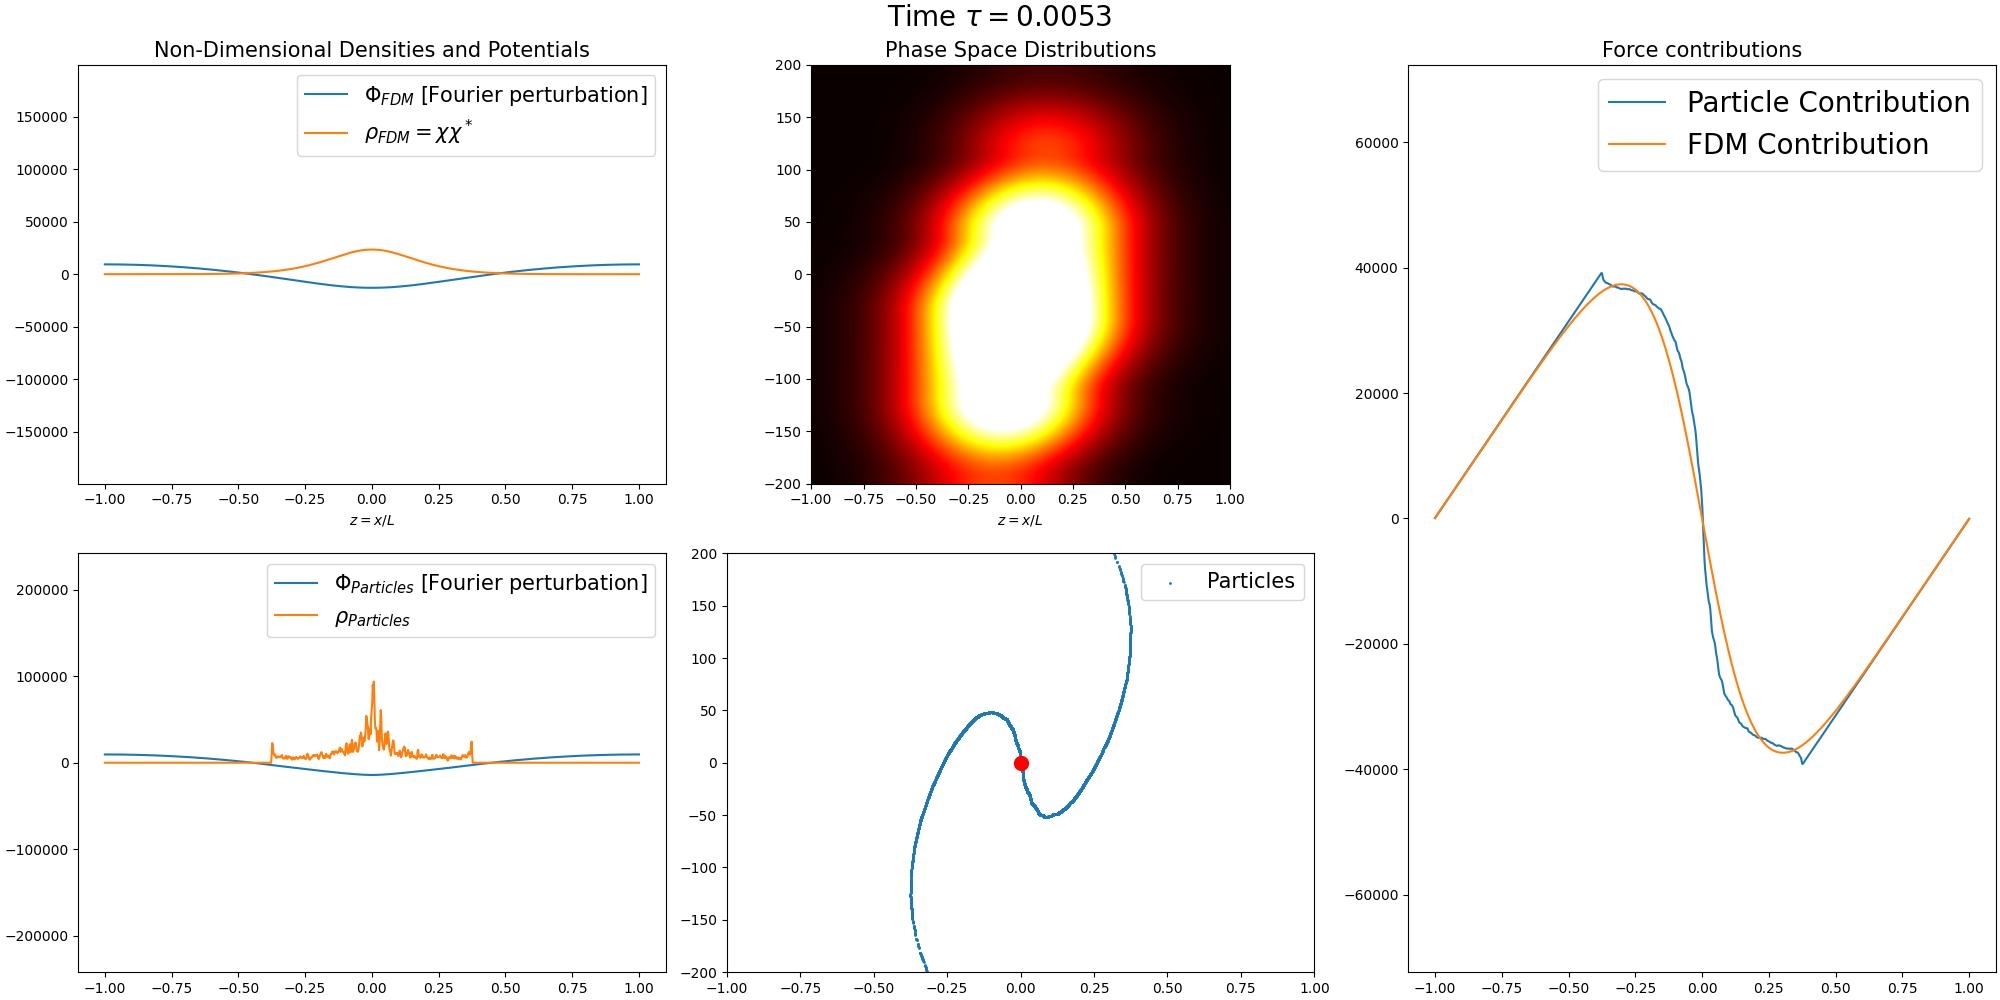 Time τ = 0.0053
Non-Dimensional Densities and Potentials
Φ_FDM [Fourier perturbation]
ρ_FDM = χχ*
150000
100000
50000
0
−50000
−100000
−150000
−1.00 −0.75 −0.50 −0.25 0.00 0.25 0.50 0.75 1.00
z = x/L
Phase Space Distributions
200
150
100
50
0
−50
−100
−150
−200
−1.00 −0.75 −0.50 −0.25 0.00 0.25 0.50 0.75 1.00
z = x/L
Force contributions
Particle Contribution
FDM Contribution
60000
40000
20000
0
−20000
−40000
−60000
−1.00 −0.75 −0.50 −0.25 0.00 0.25 0.50 0.75 1.00
Φ_Particles [Fourier perturbation]
ρ_Particles
200000
100000
0
−100000
−200000
−1.00 −0.75 −0.50 −0.25 0.00 0.25 0.50 0.75 1.00
Particles
200
150
100
50
0
−50
−100
−150
−200
−1.00 −0.75 −0.50 −0.25 0.00 0.25 0.50 0.75 1.00